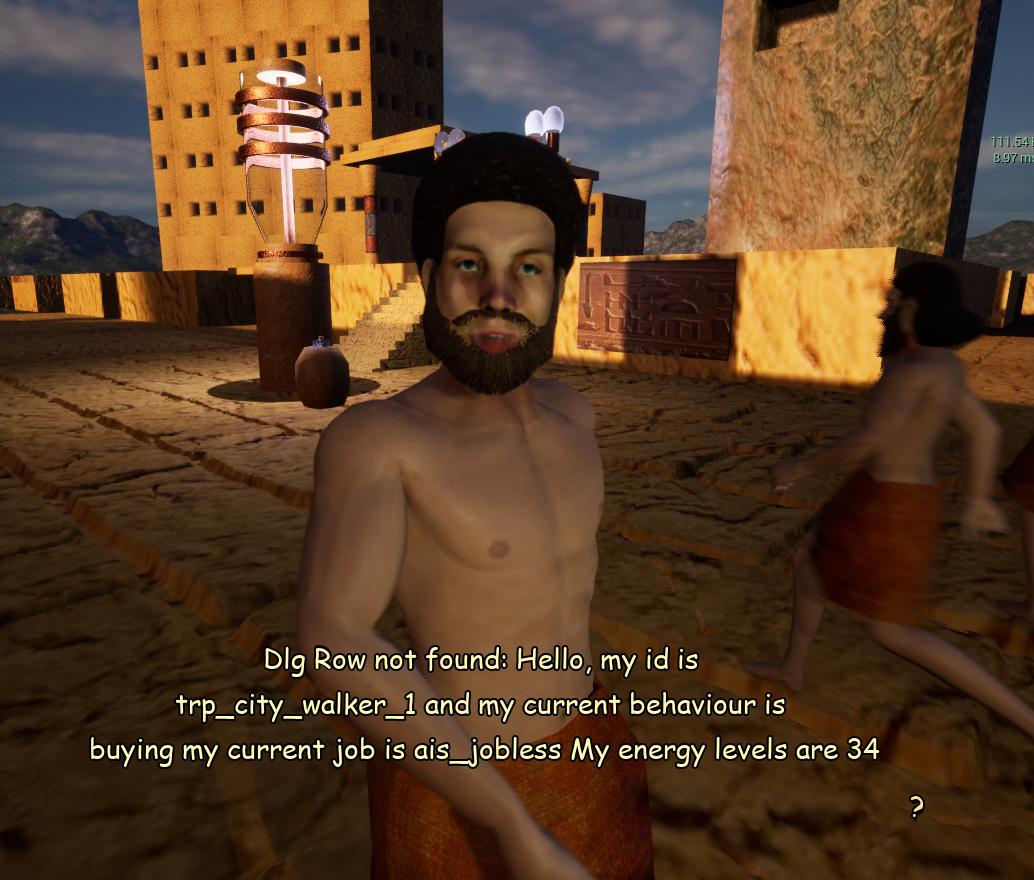 111.54
8.97 ms
Dlg Row not found: Hello, my id is
trp_city_walker_1 and my current behaviour is
buying my current job is ais_jobless My energy levels are 34
?